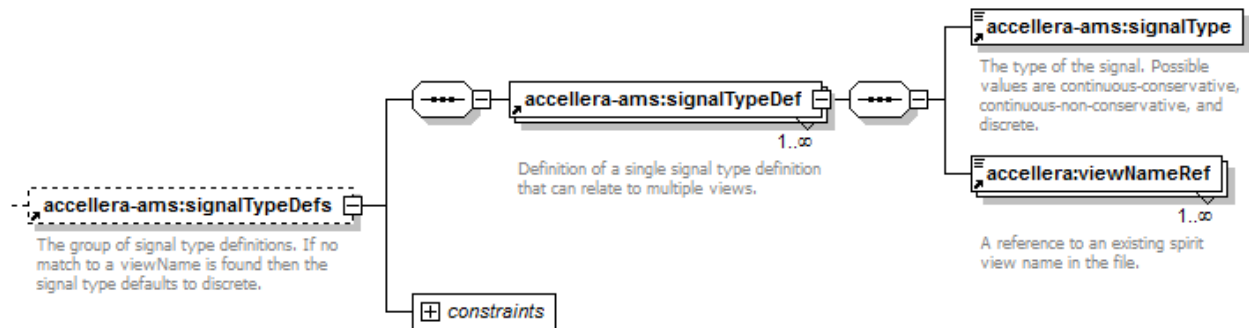 accellera-ams:signalType
The type of the signal. Possible
values are continuous-conservative,
continuous-non-conservative, and
discrete.
accellera-ams:signalTypeDef
1..∞
Definition of a single signal type definition
that can relate to multiple views.
accellera:viewNameRef
1..∞
A reference to an existing spirit
view name in the file.
accellera-ams:signalTypeDefs
The group of signal type definitions. If no
match to a viewName is found then the
signal type defaults to discrete.
constraints